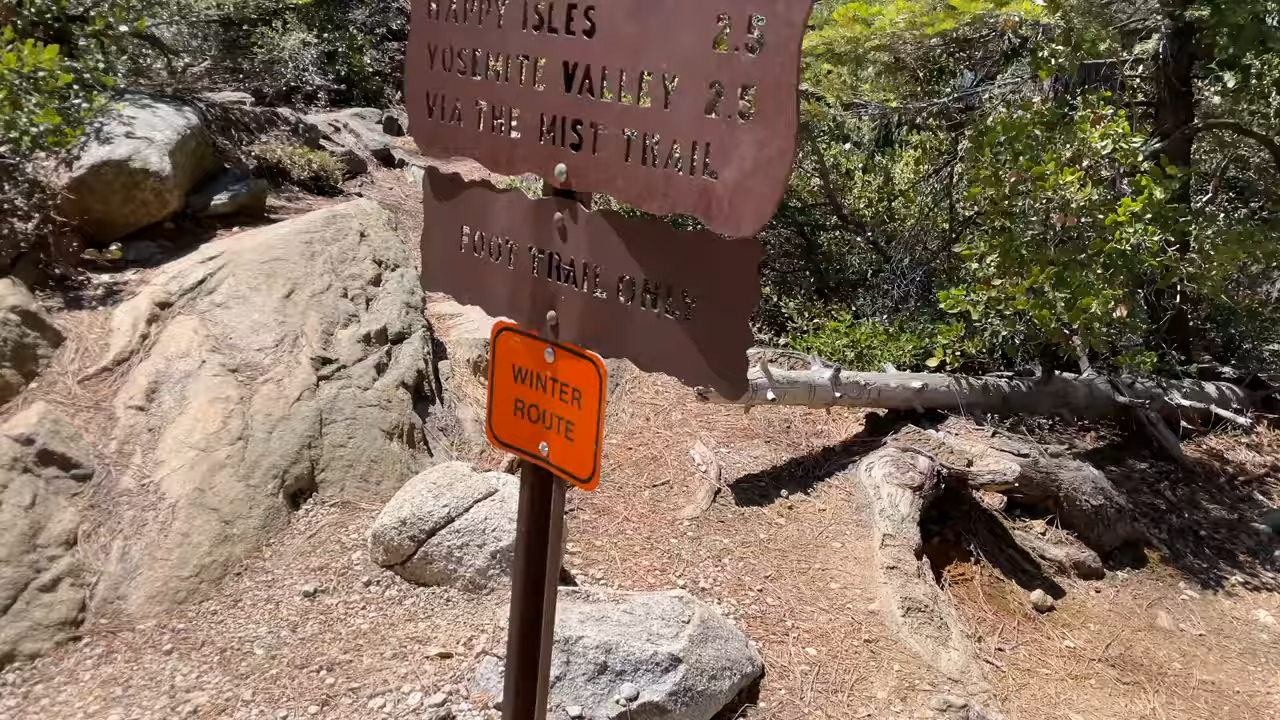 HAPPY ISLES 2.5
YOSEMITE VALLEY 2.5
VIA THE MIST TRAIL
FOOT TRAIL ONLY
WINTER
ROUTE